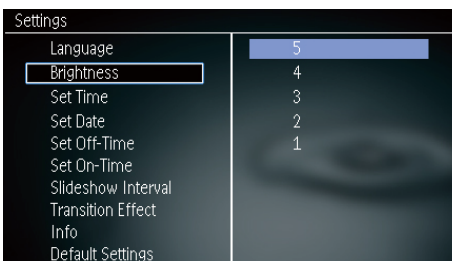 Settings
Language
Brightness
Set Time
Set Date
Set Off-Time
Set On-Time
Slideshow Interval
Transition Effect
Info
Default Settings
5
4
3
2
1